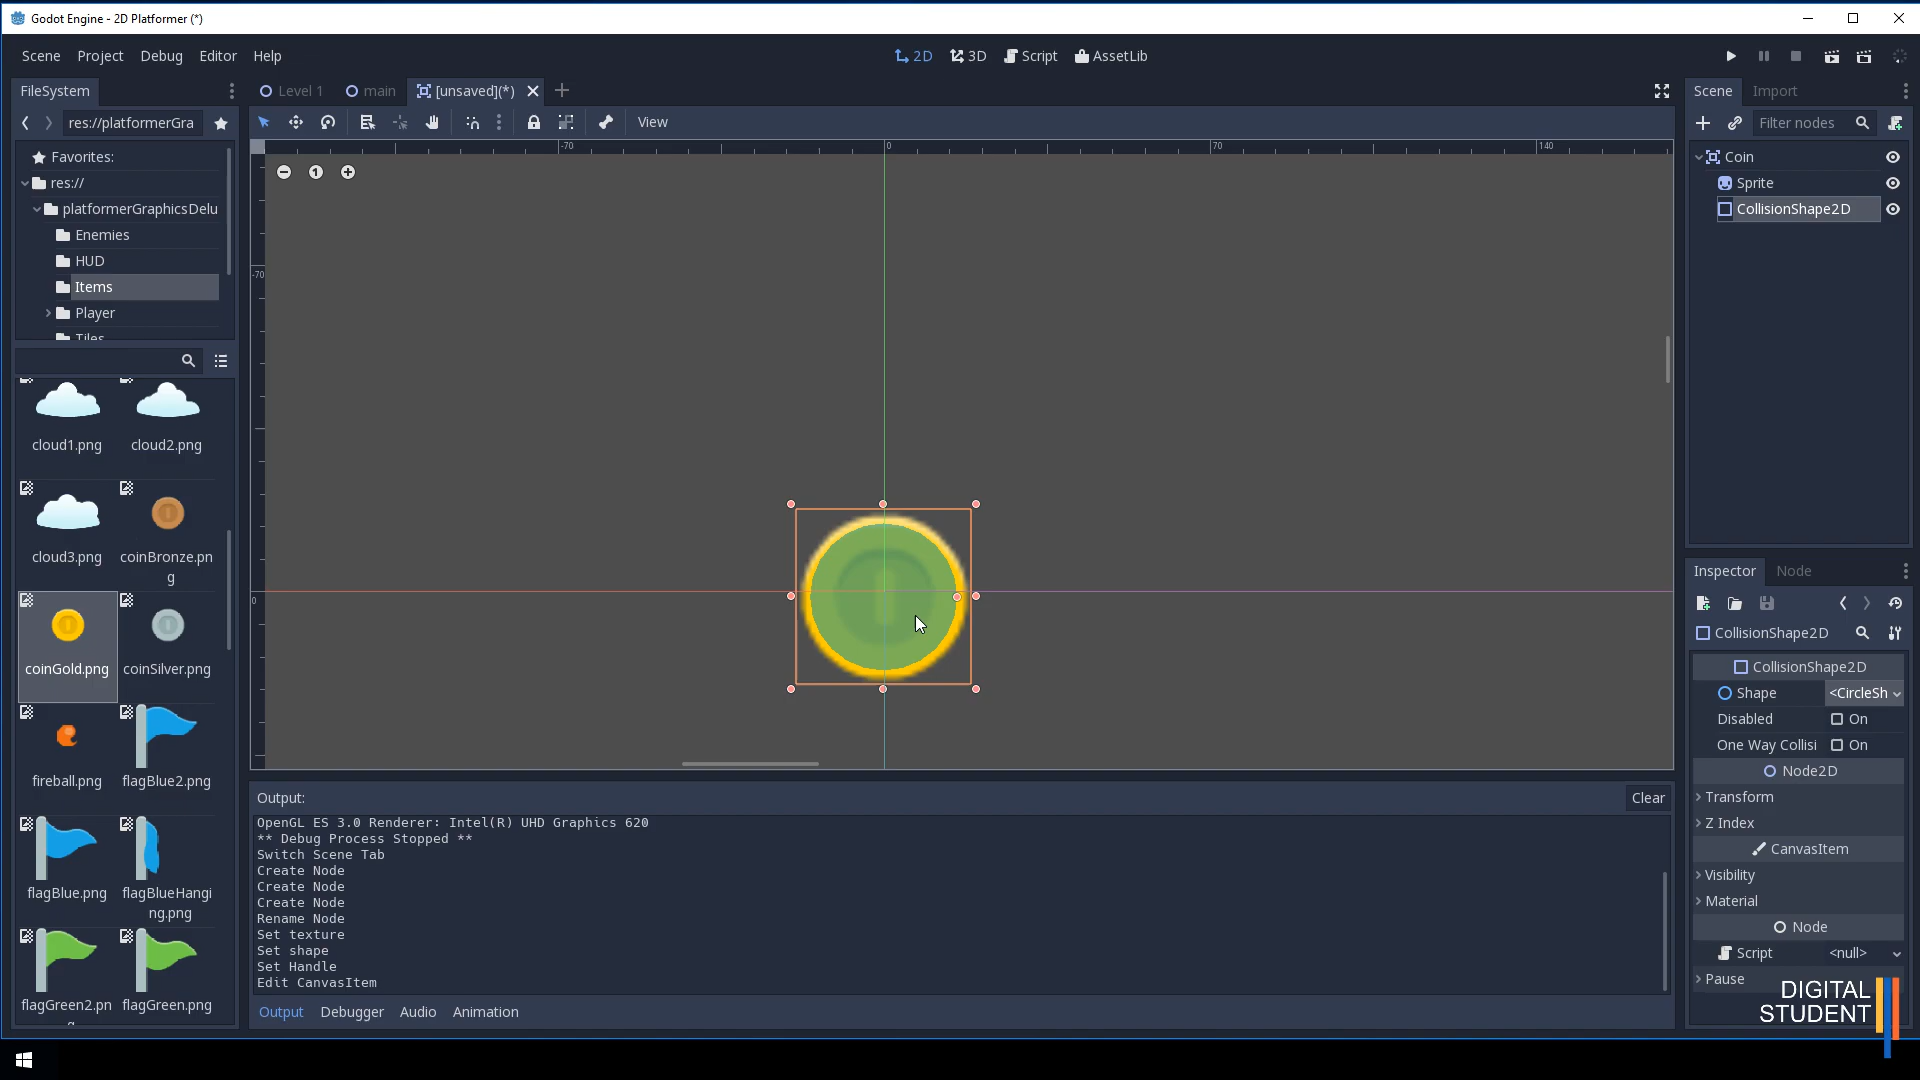 Godot Engine - 2D Platformer (*)
Scene Project Debug Editor Help
2D 3D Script AssetLib
FileSystem
Level 1 main [unsaved](*)
Scene Import
res://platformerGra
View
Filter nodes
Favorites:
res://
platformerGraphicsDelu
Enemies
HUD
Items
Player
Tiles
-70 0 70 140
-70
0
1
Coin
Sprite
CollisionShape2D
cloud1.png cloud2.png
cloud3.png coinBronze.pn
g
coinGold.png coinSilver.png
fireball.png flagBlue2.png
flagBlue.png flagBlueHangi
ng.png
flagGreen2.pn flagGreen.png
g
Output:
Clear
OpenGL ES 3.0 Renderer: Intel(R) UHD Graphics 620
** Debug Process Stopped **
Switch Scene Tab
Create Node
Create Node
Create Node
Rename Node
Set texture
Set shape
Set Handle
Edit CanvasItem
Output Debugger Audio Animation
Inspector Node
CollisionShape2D
CollisionShape2D
Shape <CircleSh
Disabled On
One Way Collisi On
Node2D
Transform
Z Index
CanvasItem
Visibility
Material
Node
Script <null>
Pause
DIGITAL
STUDENT